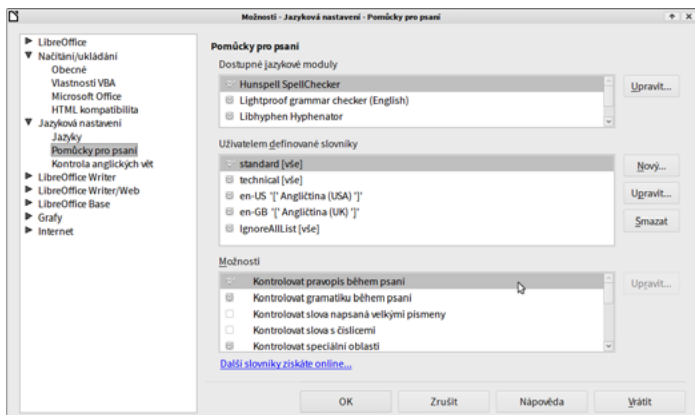 Možnosti - Jazyková nastavení - Pomůcky pro psaní
LibreOffice
Načítání/ukládání
Obecné
Vlastnosti VBA
Microsoft Office
HTML kompatibilita
Jazyková nastavení
Jazyky
Pomůcky pro psaní
Kontrola anglických vět
LibreOffice Writer
LibreOffice Writer/Web
LibreOffice Base
Grafy
Internet
Pomůcky pro psaní
Dostupné jazykové moduly
Hunspell SpellChecker
Lightproof grammar checker (English)
Libhyphen Hyphenator
Upravit...
Uživatelem definované slovníky
standard [vše]
technical [vše]
en-US "[" Angličtina (USA) "]"
en-GB "[" Angličtina (UK) "]"
IgnoreAllList [vše]
Nový...
Upravit...
Smazat
Možnosti
Kontrolovat pravopis během psaní
Kontrolovat gramatiku během psaní
Kontrolovat slova napsaná velkými písmeny
Kontrolovat slova s číslicemi
Kontrolovat speciální oblasti
Upravit...
Další slovníky získáte online...
OK
Zrušit
Nápověda
Vrátit